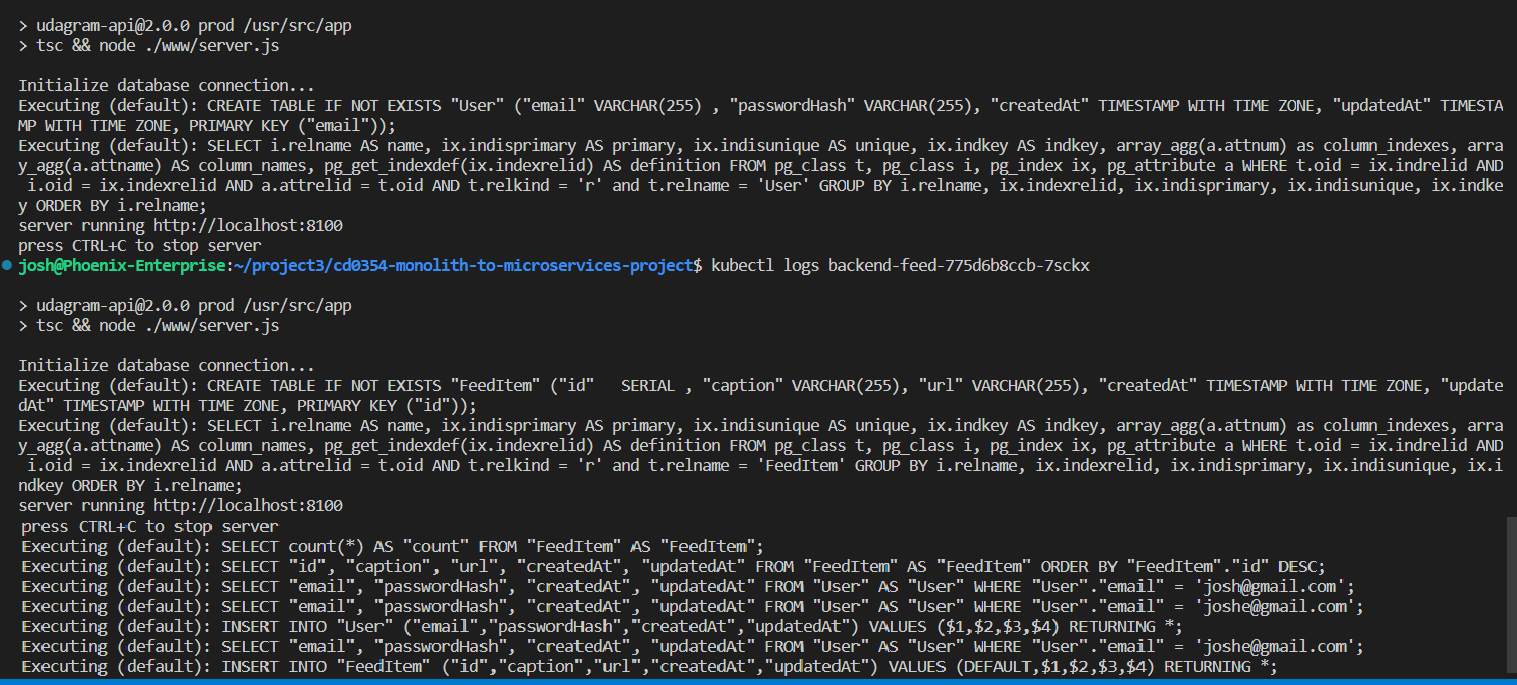 > udagram-api@2.0.0 prod /usr/src/app
> tsc && node ./www/server.js
Initialize database connection...
Executing (default): CREATE TABLE IF NOT EXISTS "User" ("email" VARCHAR(255) , "passwordHash" VARCHAR(255), "createdAt" TIMESTAMP WITH TIME ZONE, "updatedAt" TIMESTA
MP WITH TIME ZONE, PRIMARY KEY ("email"));
Executing (default): SELECT i.relname AS name, ix.indisprimary AS primary, ix.indisunique AS unique, ix.indkey AS indkey, array_agg(a.attnum) as column_indexes, arra
y_agg(a.attname) AS column_names, pg_get_indexdef(ix.indexrelid) AS definition FROM pg_class t, pg_class i, pg_index ix, pg_attribute a WHERE t.oid = ix.indrelid AND
i.oid = ix.indexrelid AND a.attrelid = t.oid AND t.relkind = 'r' and t.relname = 'User' GROUP BY i.relname, ix.indexrelid, ix.indisprimary, ix.indisunique, ix.indke
y ORDER BY i.relname;
server running http://localhost:8100
press CTRL+C to stop server
josh@Phoenix-Enterprise:~/project3/cd0354-monolith-to-microservices-project$ kubectl logs backend-feed-775d6b8ccb-7sckx
> udagram-api@2.0.0 prod /usr/src/app
> tsc && node ./www/server.js
Initialize database connection...
Executing (default): CREATE TABLE IF NOT EXISTS "FeedItem" ("id"   SERIAL , "caption" VARCHAR(255), "url" VARCHAR(255), "createdAt" TIMESTAMP WITH TIME ZONE, "update
dAt" TIMESTAMP WITH TIME ZONE, PRIMARY KEY ("id"));
Executing (default): SELECT i.relname AS name, ix.indisprimary AS primary, ix.indisunique AS unique, ix.indkey AS indkey, array_agg(a.attnum) as column_indexes, arra
y_agg(a.attname) AS column_names, pg_get_indexdef(ix.indexrelid) AS definition FROM pg_class t, pg_class i, pg_index ix, pg_attribute a WHERE t.oid = ix.indrelid AND
i.oid = ix.indexrelid AND a.attrelid = t.oid AND t.relkind = 'r' and t.relname = 'FeedItem' GROUP BY i.relname, ix.indexrelid, ix.indisprimary, ix.indisunique, ix.i
ndkey ORDER BY i.relname;
server running http://localhost:8100
press CTRL+C to stop server
Executing (default): SELECT count(*) AS "count" FROM "FeedItem" AS "FeedItem";
Executing (default): SELECT "id", "caption", "url", "createdAt", "updatedAt" FROM "FeedItem" AS "FeedItem" ORDER BY "FeedItem"."id" DESC;
Executing (default): SELECT "email", "passwordHash", "createdAt", "updatedAt" FROM "User" AS "User" WHERE "User"."email" = 'josh@gmail.com';
Executing (default): SELECT "email", "passwordHash", "createdAt", "updatedAt" FROM "User" AS "User" WHERE "User"."email" = 'joshe@gmail.com';
Executing (default): INSERT INTO "User" ("email","passwordHash","createdAt","updatedAt") VALUES ($1,$2,$3,$4) RETURNING *;
Executing (default): SELECT "email", "passwordHash", "createdAt", "updatedAt" FROM "User" AS "User" WHERE "User"."email" = 'joshe@gmail.com';
Executing (default): INSERT INTO "FeedItem" ("id","caption","url","createdAt","updatedAt") VALUES (DEFAULT,$1,$2,$3,$4) RETURNING *;